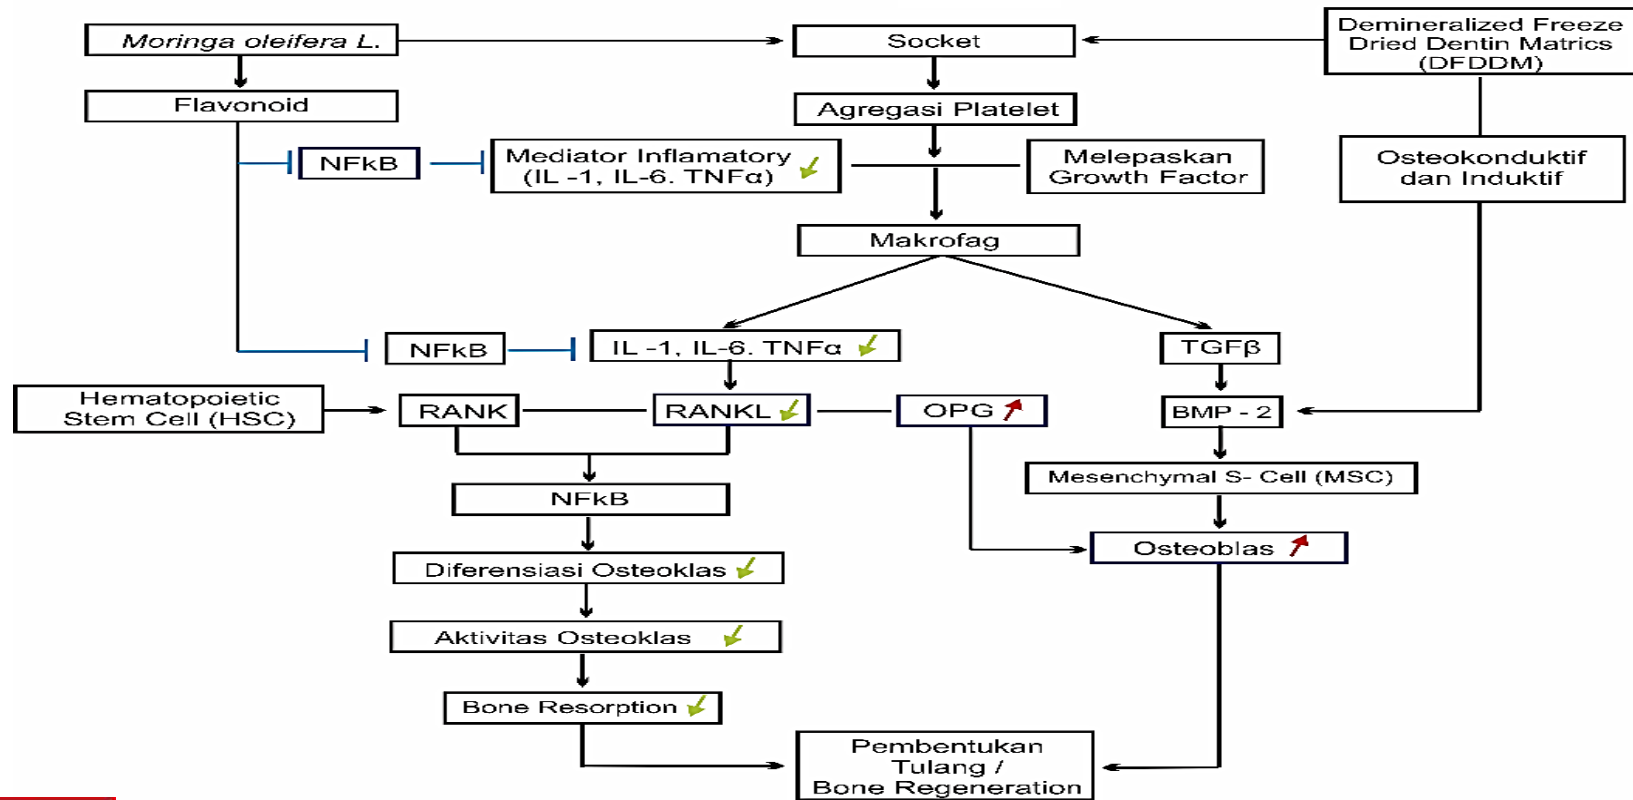 Moringa oleifera L.
Socket
Demineralized Freeze
Dried Dentin Matrics
(DFDDM)
Flavonoid
Agregasi Platelet
NFkB
Mediator Inflamatory
(IL -1, IL-6. TNFα)
Melepaskan
Growth Factor
Osteokonduktif
dan Induktif
Makrofag
NFkB
IL -1, IL-6. TNFα
TGFβ
Hematopoietic
Stem Cell (HSC)
RANK
RANKL
OPG
BMP - 2
Mesenchymal S- Cell (MSC)
NFkB
Osteoblas
Diferensiasi Osteoklas
Aktivitas Osteoklas
Bone Resorption
Pembentukan
Tulang /
Bone Regeneration